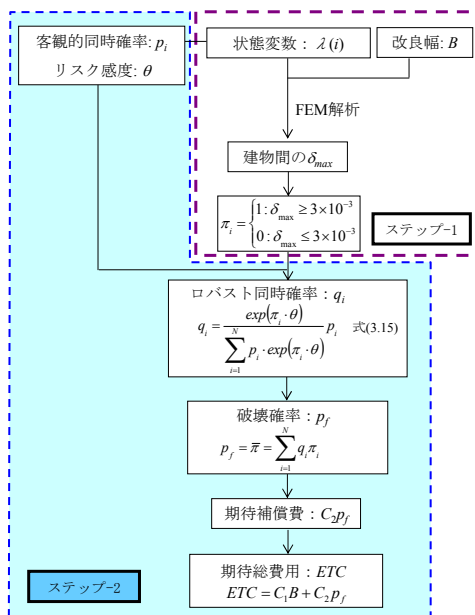 客観的同時確率: p_i
リスク感度: θ
状態変数： λ(i)
改良幅: B
FEM解析
建物間のδ_max
π_i = { 1 : δ_max ≥ 3×10^-3
0 : δ_max ≤ 3×10^-3
ステップ-1
ロバスト同時確率：q_i
q_i = exp(π_i・θ) / ∑_{i=1}^{N} p_i・exp(π_i・θ) p_i 式(3.15)
破壊確率：p_f
p_f = π̅ = ∑_{i=1}^{N} q_i π_i
期待補償費：C_2 p_f
期待総費用：ETC
ETC = C_1 B + C_2 p_f
ステップ-2